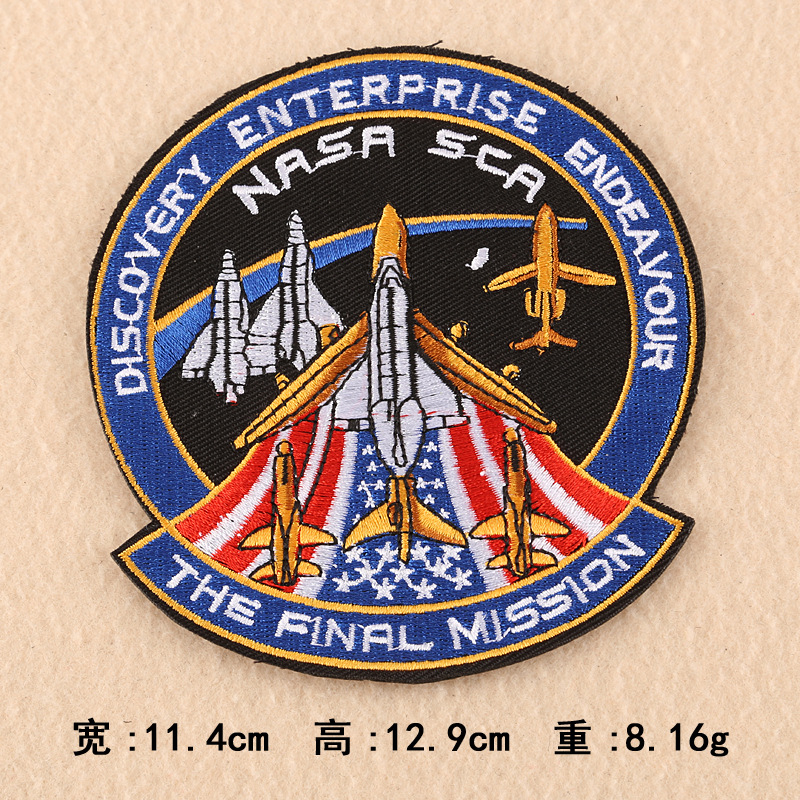 DISCOVERY ENTERPRISE ENDEAVOUR
NASA SCA
THE FINAL MISSION
宽:11.4cm 高:12.9cm 重:8.16g